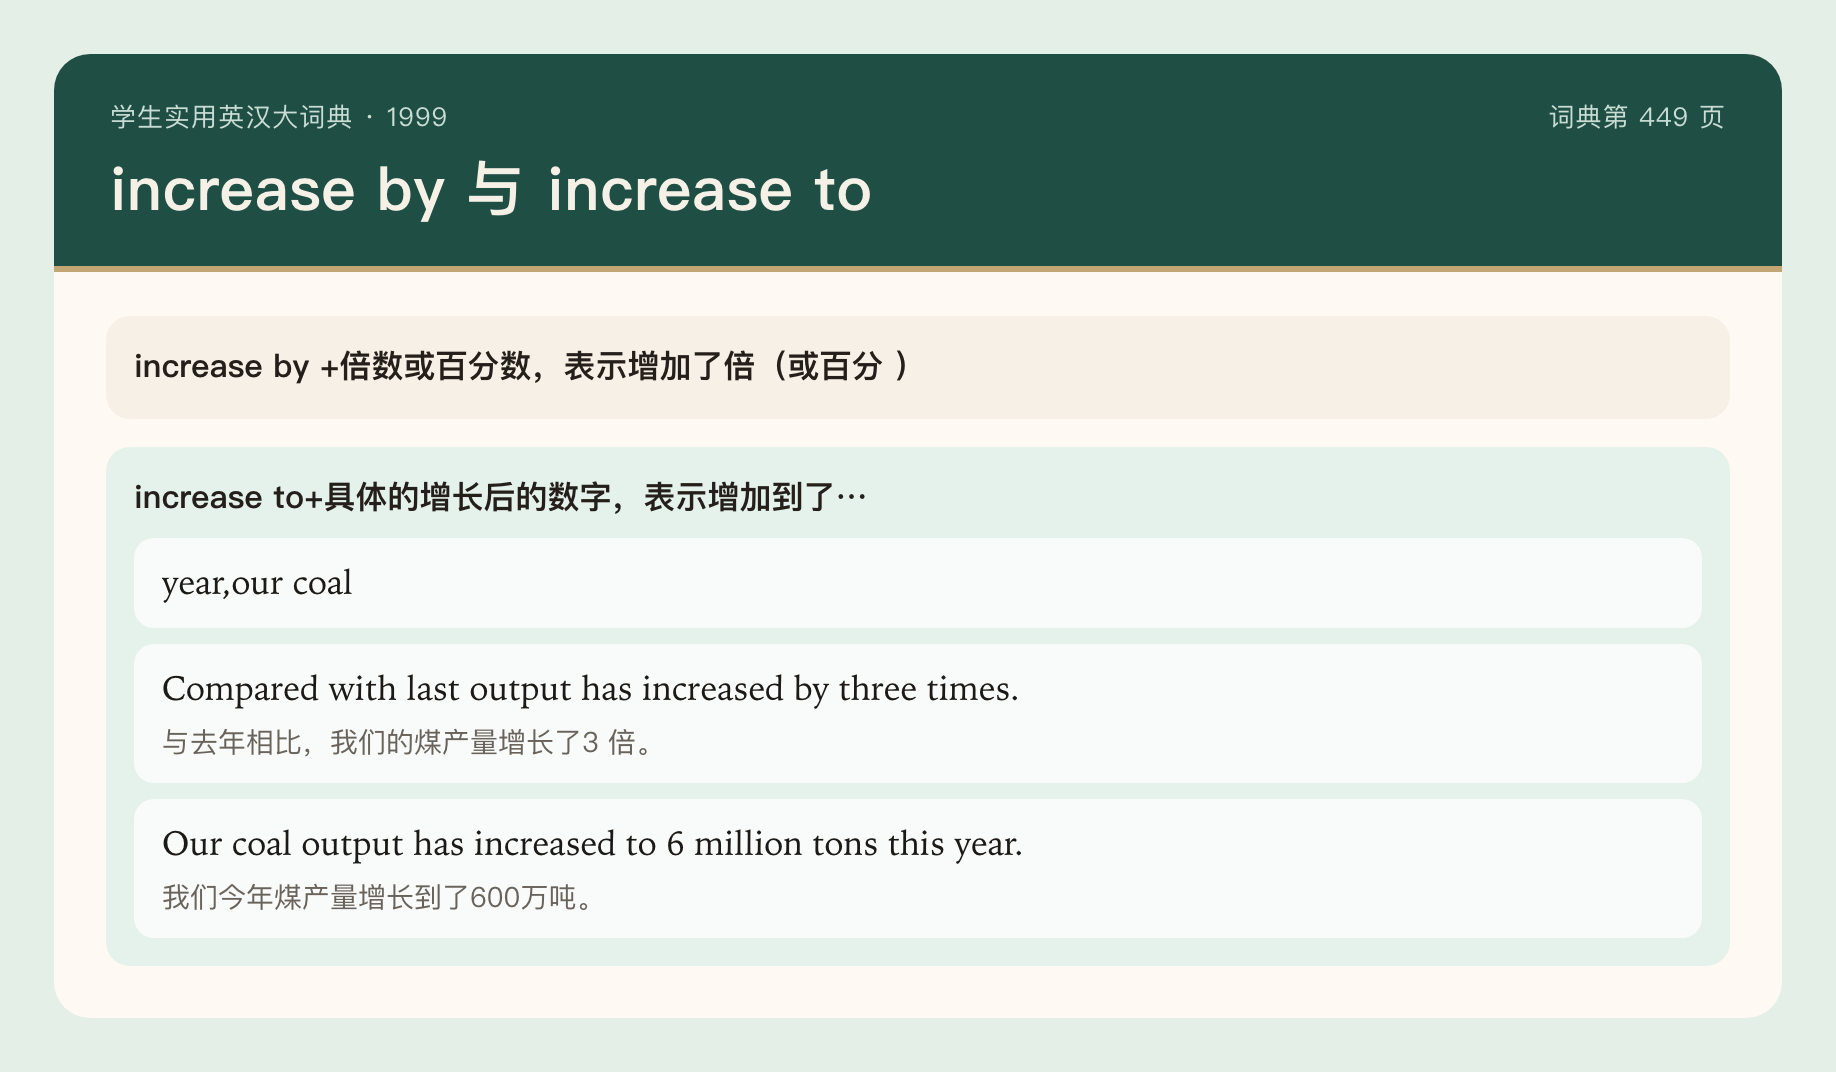 学生实用英汉大词典 · 1999
词典第 449 页
increase by 与 increase to
increase by +倍数或百分数，表示增加了倍（或百分 ）
increase to+具体的增长后的数字，表示增加到了…
year,our coal
Compared with last output has increased by three times.
与去年相比，我们的煤产量增长了3 倍。
Our coal output has increased to 6 million tons this year.
我们今年煤产量增长到了600万吨。